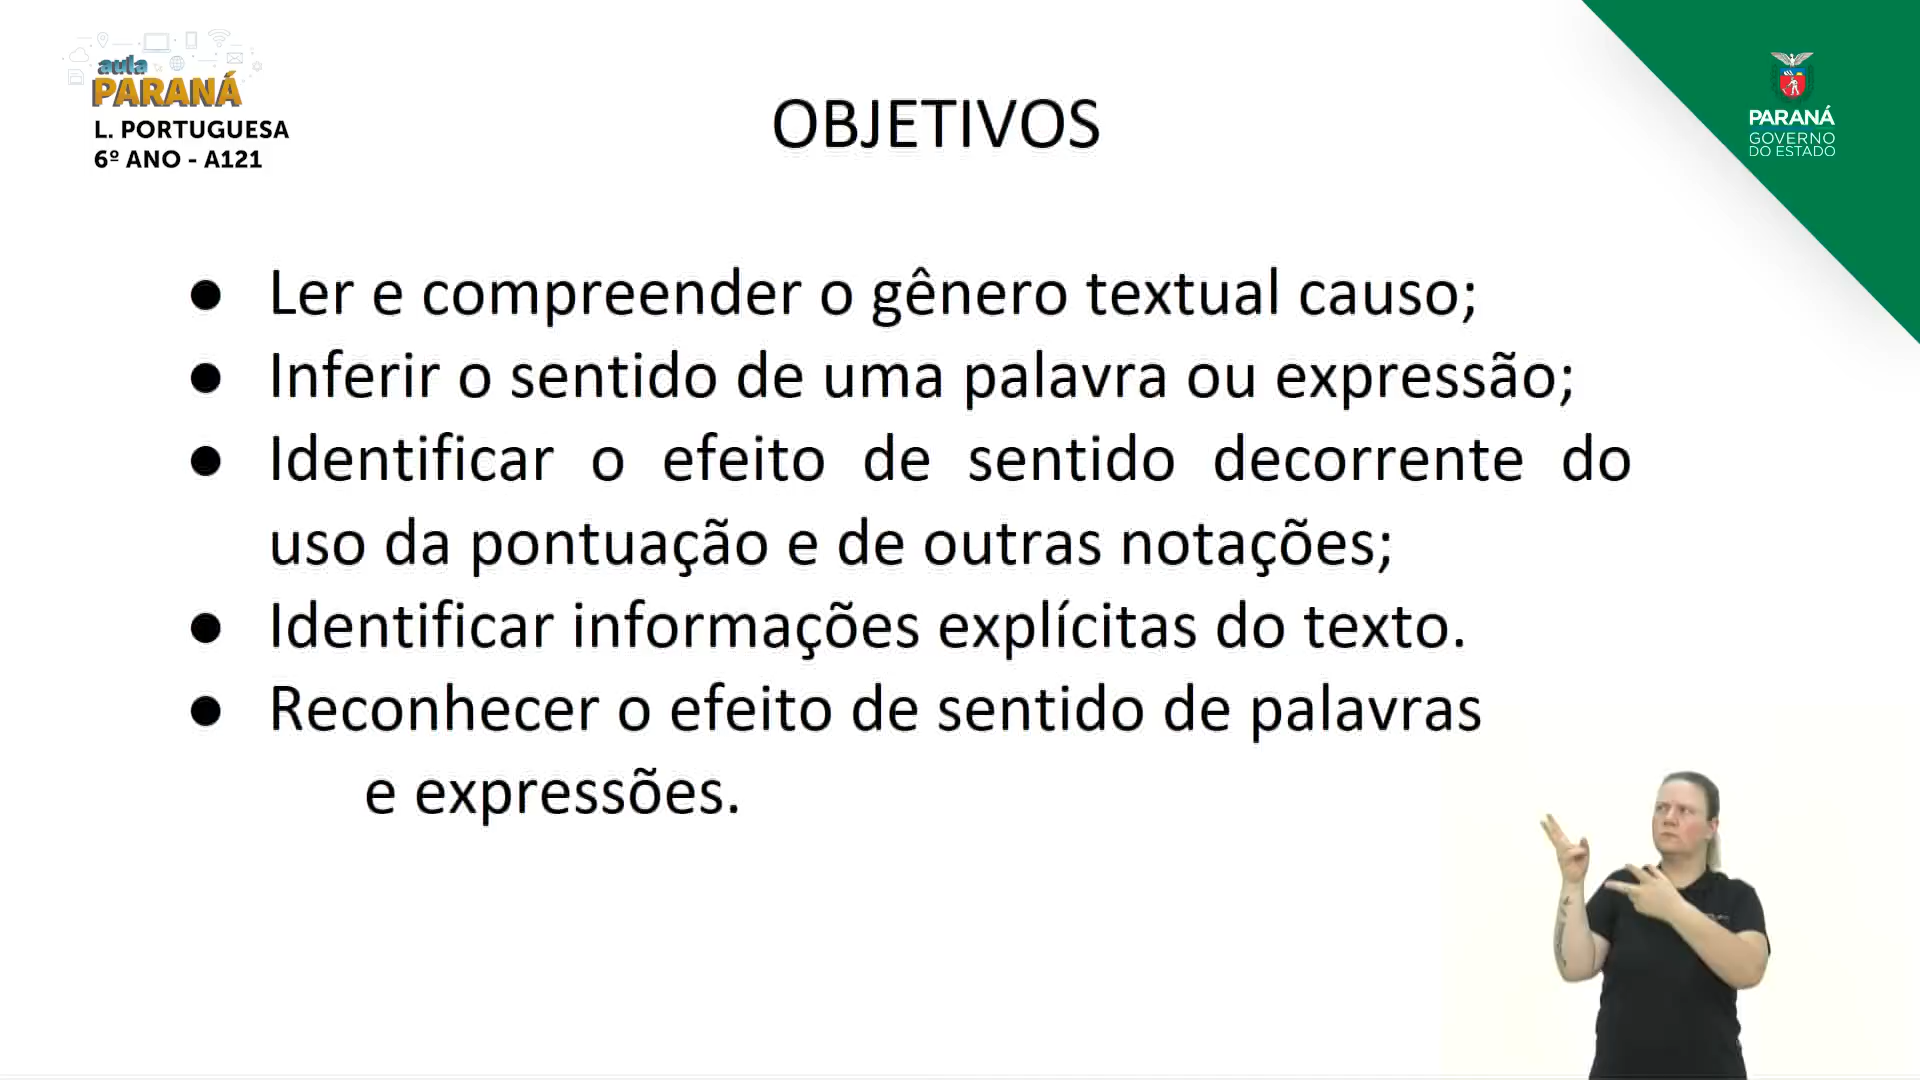 aula
PARANÁ
L. PORTUGUESA
6º ANO - A121
OBJETIVOS
PARANÁ
GOVERNO
DO ESTADO
● Ler e compreender o gênero textual causo;
● Inferir o sentido de uma palavra ou expressão;
● Identificar o efeito de sentido decorrente do
uso da pontuação e de outras notações;
● Identificar informações explícitas do texto.
● Reconhecer o efeito de sentido de palavras
e expressões.